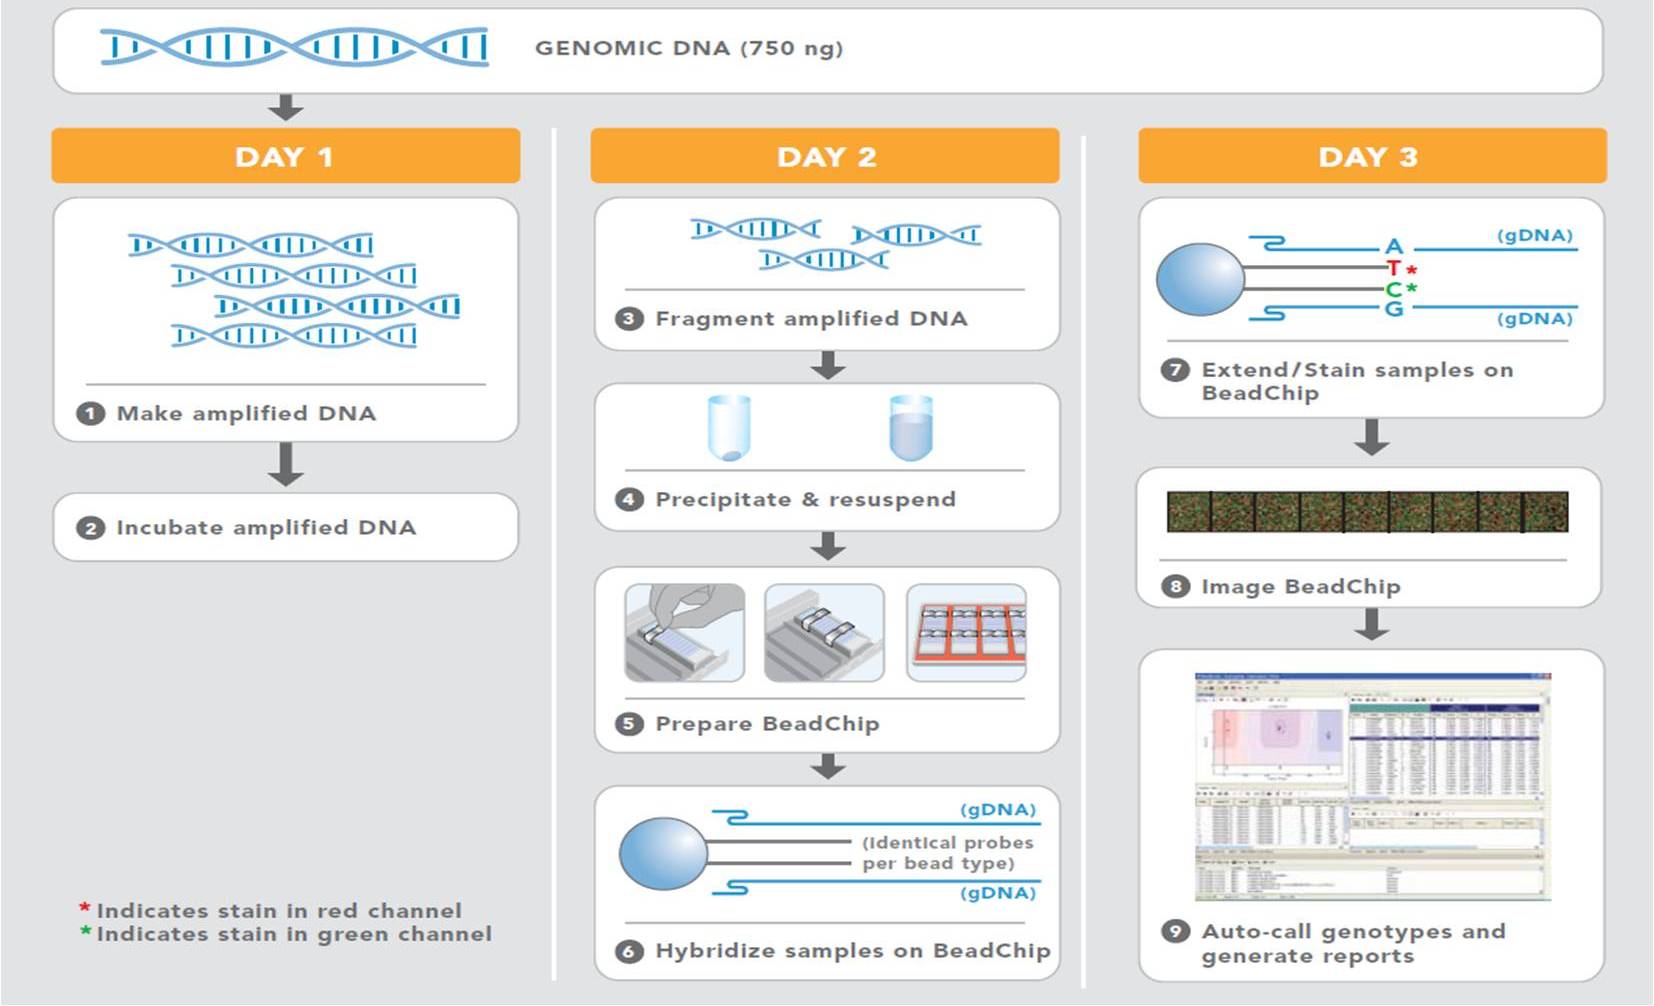 GENOMIC DNA (750 ng)
DAY 1
1 Make amplified DNA
2 Incubate amplified DNA
* Indicates stain in red channel
* Indicates stain in green channel
DAY 2
3 Fragment amplified DNA
4 Precipitate & resuspend
5 Prepare BeadChip
(gDNA)
(Identical probes
per bead type)
(gDNA)
6 Hybridize samples on BeadChip
DAY 3
A (gDNA)
T *
C *
G (gDNA)
7 Extend/Stain samples on
BeadChip
8 Image BeadChip
9 Auto-call genotypes and
generate reports